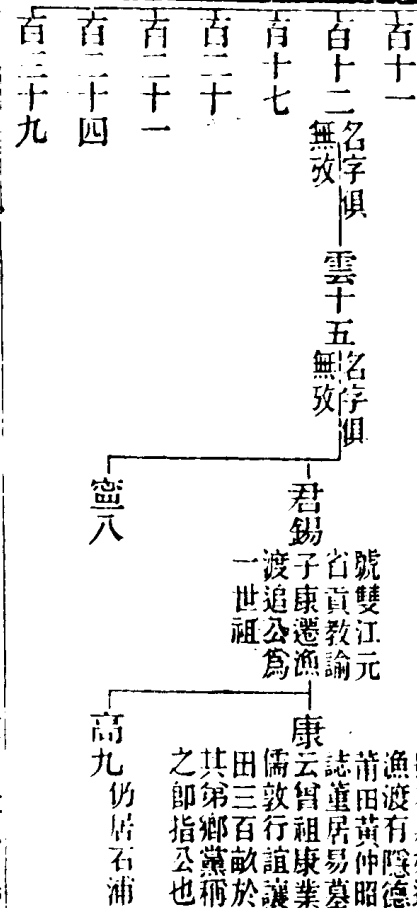 百十一
百十二
名字俱
無攷
百十七
百二十
百二十一
百二十四
百三十九
雲十五
名字俱
無攷
君錫
號雙江元
省貢教諭
子康遷漁
渡追公為
一世祖
寧八
康
漁渡有隱德
莆田黃仲昭
誌董居易墓
云曾祖康業
儒敦行誼讓
田三百畝於
其弟鄉黨稱
之即指公也
高九
仍居石浦